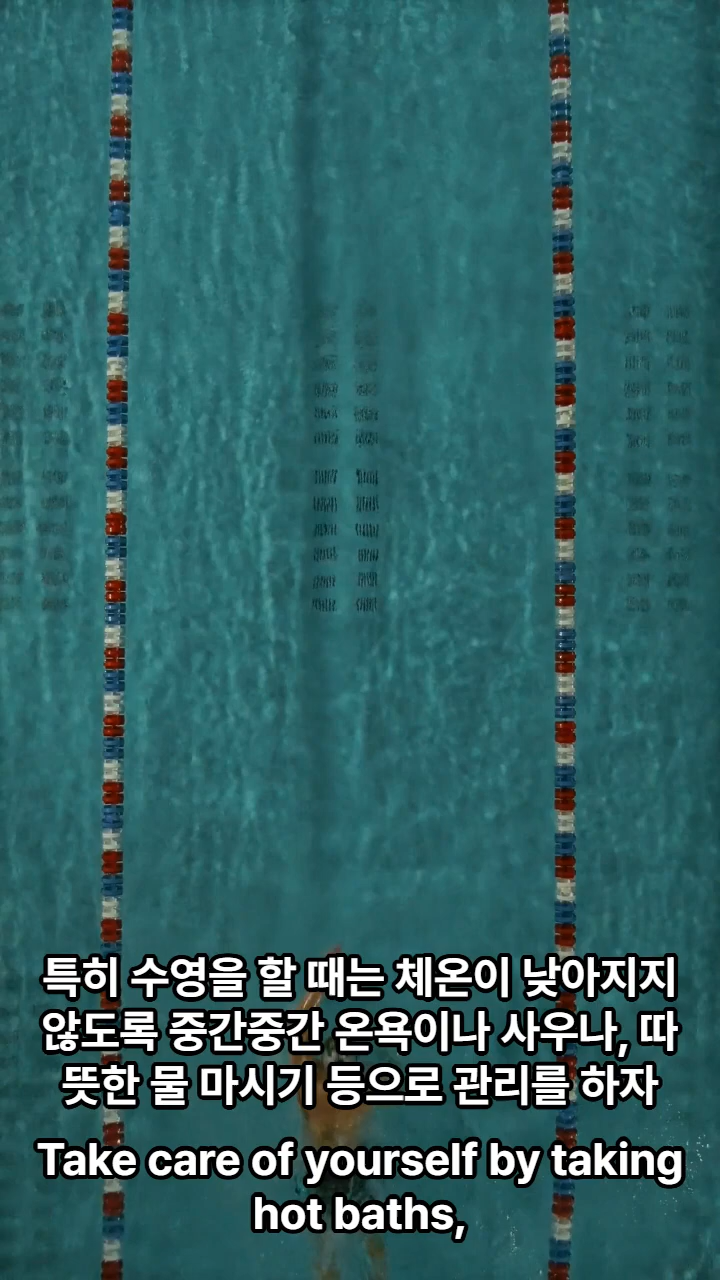 특히 수영을 할 때는 체온이 낮아지지
않도록 중간중간 온욕이나 사우나, 따
뜻한 물 마시기 등으로 관리를 하자
Take care of yourself by taking
hot baths,